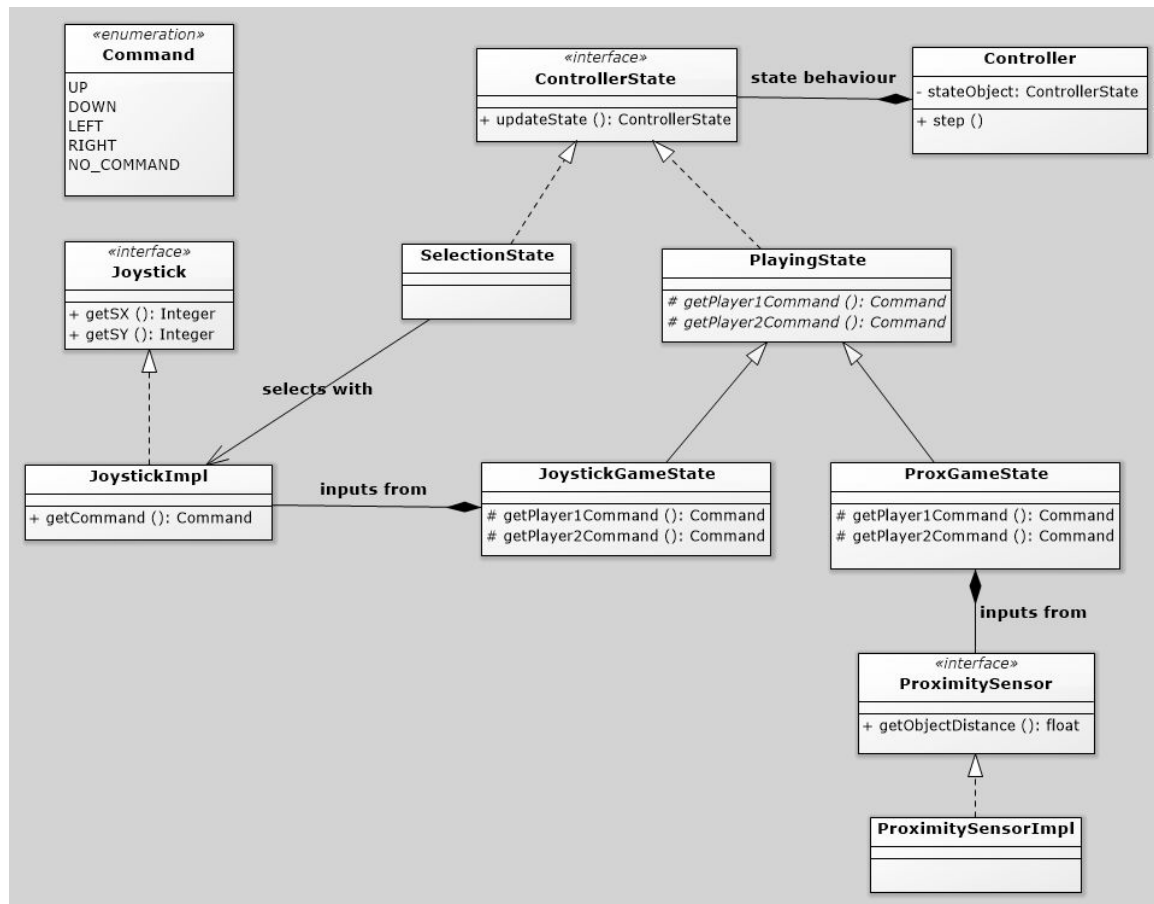 «enumeration»
Command
UP
DOWN
LEFT
RIGHT
NO_COMMAND
«interface»
ControllerState
+ updateState (): ControllerState
state behaviour
Controller
- stateObject: ControllerState
+ step ()
«interface»
Joystick
+ getSX (): Integer
+ getSY (): Integer
SelectionState
PlayingState
# getPlayer1Command (): Command
# getPlayer2Command (): Command
selects with
JoystickImpl
+ getCommand (): Command
inputs from
JoystickGameState
# getPlayer1Command (): Command
# getPlayer2Command (): Command
ProxGameState
# getPlayer1Command (): Command
# getPlayer2Command (): Command
inputs from
«interface»
ProximitySensor
+ getObjectDistance (): float
ProximitySensorImpl